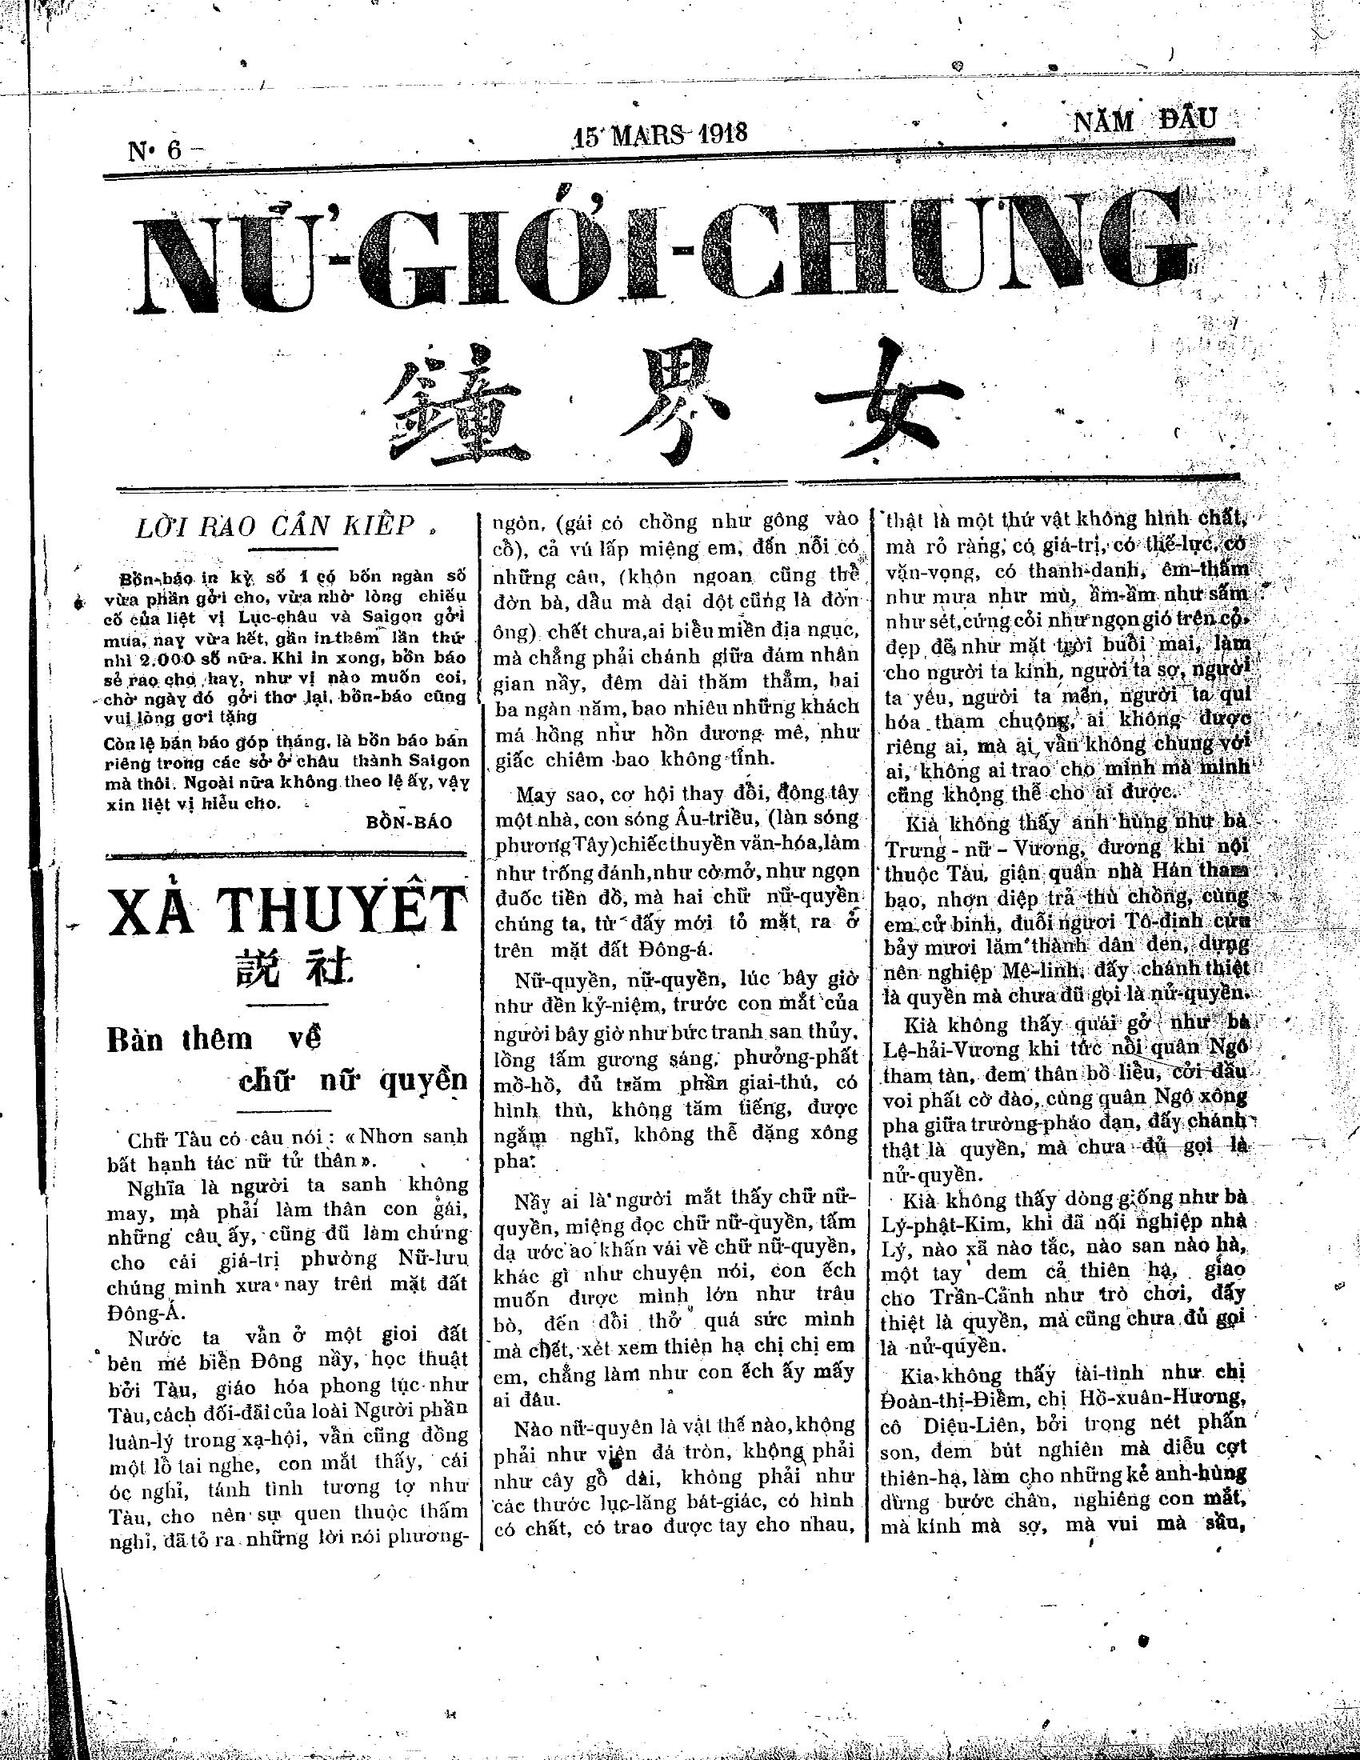 N• 6
15 MARS 1918
NĂM ĐẦU
NỮ-GIỚI-CHUNG
鐘 界 女
LỜI RAO CẦN KIẾP.
Bổn-báo in kỳ số 1 có bốn ngàn số
vừa phần gởi cho, vừa nhờ lòng chiếu
cố của liệt vị Lục-châu và Saigon gởi
mua, nay vừa hết, gần in thêm lần thứ
nhì 2.000 số nữa. Khi in xong, bổn báo
sẻ rao cho hay, như vị nào muốn coi,
chờ ngày đó gởi thơ lại, bổn-báo cũng
vui lòng gơi tặng
Còn lệ bán báo góp tháng, là bổn báo bán
riêng trong các sở ở châu thành Saigon
mà thôi. Ngoài nữa không theo lệ ấy, vậy
xin liệt vị hiểu cho.
BỔN-BÁO
XẢ THUYẾT
說 社
Bàn thêm về
chữ nữ quyền
Chữ Tàu có câu nói : « Nhơn sanh
bất hạnh tác nữ tử thân ».
Nghĩa là người ta sanh không
may, mà phải làm thân con gái,
những câu ấy, cũng đũ làm chứng
cho cái giá-trị phường Nữ-lưu
chúng mình xưa nay trên mặt đất
Đông-Á.
Nước ta vẫn ở một gioi đất
bên mé biển Đông nầy, học thuật
bởi Tàu, giáo hóa phong tục như
Tàu, cách đối-đãi của loài Người phần
luàn-lý trong xạ-hội, vẫn cũng đồng
một lỗ tai nghe, con mắt thấy, cái
óc nghỉ, tánh tình tương tợ như
Tàu, cho nên sự quen thuộc thấm
nghỉ, đã tỏ ra những lời nói phương-
ngôn, (gái có chồng như gông vào
cổ), cả vú lấp miệng em, đến nỗi có
những câu, (khôn ngoan cũng thể
đờn bà, dầu mà dại dột cũng là đờn
ông) chết chưa, ai biểu miền địa ngục,
mà chẳng phải chánh giữa đám nhân
gian nầy, đêm dài thăm thẳm, hai
ba ngàn năm, bao nhiêu những khách
má hồng như hồn đương mê, như
giấc chiêm bao không tỉnh.
May sao, cơ hội thay đổi, đông tây
một nhà, con sóng Âu-triều, (làn sóng
phương Tây) chiếc thuyền văn-hóa, làm
như trống đánh, như cờ mở, như ngọn
đuốc tiền đồ, mà hai chữ nữ-quyền
chúng ta, từ đấy mới tỏ mặt ra ở
trên mặt đất Đông-á.
Nữ-quyền, nữ-quyền, lúc bây giờ
như đền kỷ-niệm, trước con mắt của
người bây giờ như bức tranh san thủy,
lồng tấm gương sáng, phưởng-phất
mồ-hồ, đủ trăm phần giai-thú, có
hình thù, không tăm tiếng, được
ngắm nghĩ, không thể đặng xông
pha.
Nầy ai là người mắt thấy chữ nữ-
quyền, miệng đọc chữ nữ-quyền, tấm
dạ ước ao khấn vái về chữ nữ-quyền,
khác gì như chuyện nói, con ếch
muốn được mình lớn như trâu
bò, đến đổi thở quá sức mình
mà chết, xét xem thiên hạ chị chị em
em, chẳng làm như con ếch ấy mấy
ai đâu.
Nào nữ-quyên là vật thế nào, không
phải như viên đá tròn, không phải
như cây gỗ dài, không phải như
các thước lục-lăng bát-giác, có hình
có chất, có trao được tay cho nhau,
thật là một thứ vật không hình chất,
mà rỏ ràng, có giá-trị, có thế-lực, có
văn-vọng, có thanh-danh, êm-thấm
như mưa như mù, ầm-ầm như sấm
như sét, cứng cỏi như ngọn gió trên cỏ,
đẹp đẽ như mặt trời buổi mai, làm
cho người ta kính, người ta sợ, người
ta yêu, người ta mến, người ta qui
hóa tham chuộng, ai không được
riêng ai, mà ai vẫn không chung với
ai, không ai trao cho mình mà mình
cũng không thể cho ai được.
Kià không thấy anh hùng như bà
Trưng - nữ - Vương, đương khi nội
thuộc Tàu, giận quân nhà Hán tham
bạo, nhợn diệp trả thù chồng, cùng
em cử binh, đuổi ngươi Tô-định cứu
bảy mươi lăm thành dân đen, dựng
nên nghiệp Mê-linh, đấy chánh thiệt
là quyền mà chưa đũ gọi là nử-quyền.
Kià không thấy quái gở như bà
Lệ-hải-Vương khi tức nỗi quân Ngô
tham tàn, đem thân bồ liễu, cởi đầu
voi phất cờ đào, cùng quân Ngô xông
pha giữa trường-pháo đạn, đấy chánh
thật là quyền, mà chưa đủ gọi là
nử-quyền.
Kià không thấy dòng giống như bà
Lý-phật-Kim, khi đã nối nghiệp nhà
Lý, nào xã nào tắc, nào san nào hà,
một tay dem cả thiên hạ, giao
cho Trần-Cảnh như trò chơi, đấy
thiệt là quyền, mà cũng chưa đủ gọi
là nử-quyền.
Kia không thấy tài-tình như chị
Đoàn-thị-Điểm, chị Hồ-xuân-Hương,
cô Diệu-Liên, bởi trong nét phấn
son, đem bút nghiên mà diễu cợt
thiên-hạ, làm cho những kẻ anh-hùng
dừng bước chân, nghiêng con mắt,
mà kính mà sợ, mà vui mà sầu,